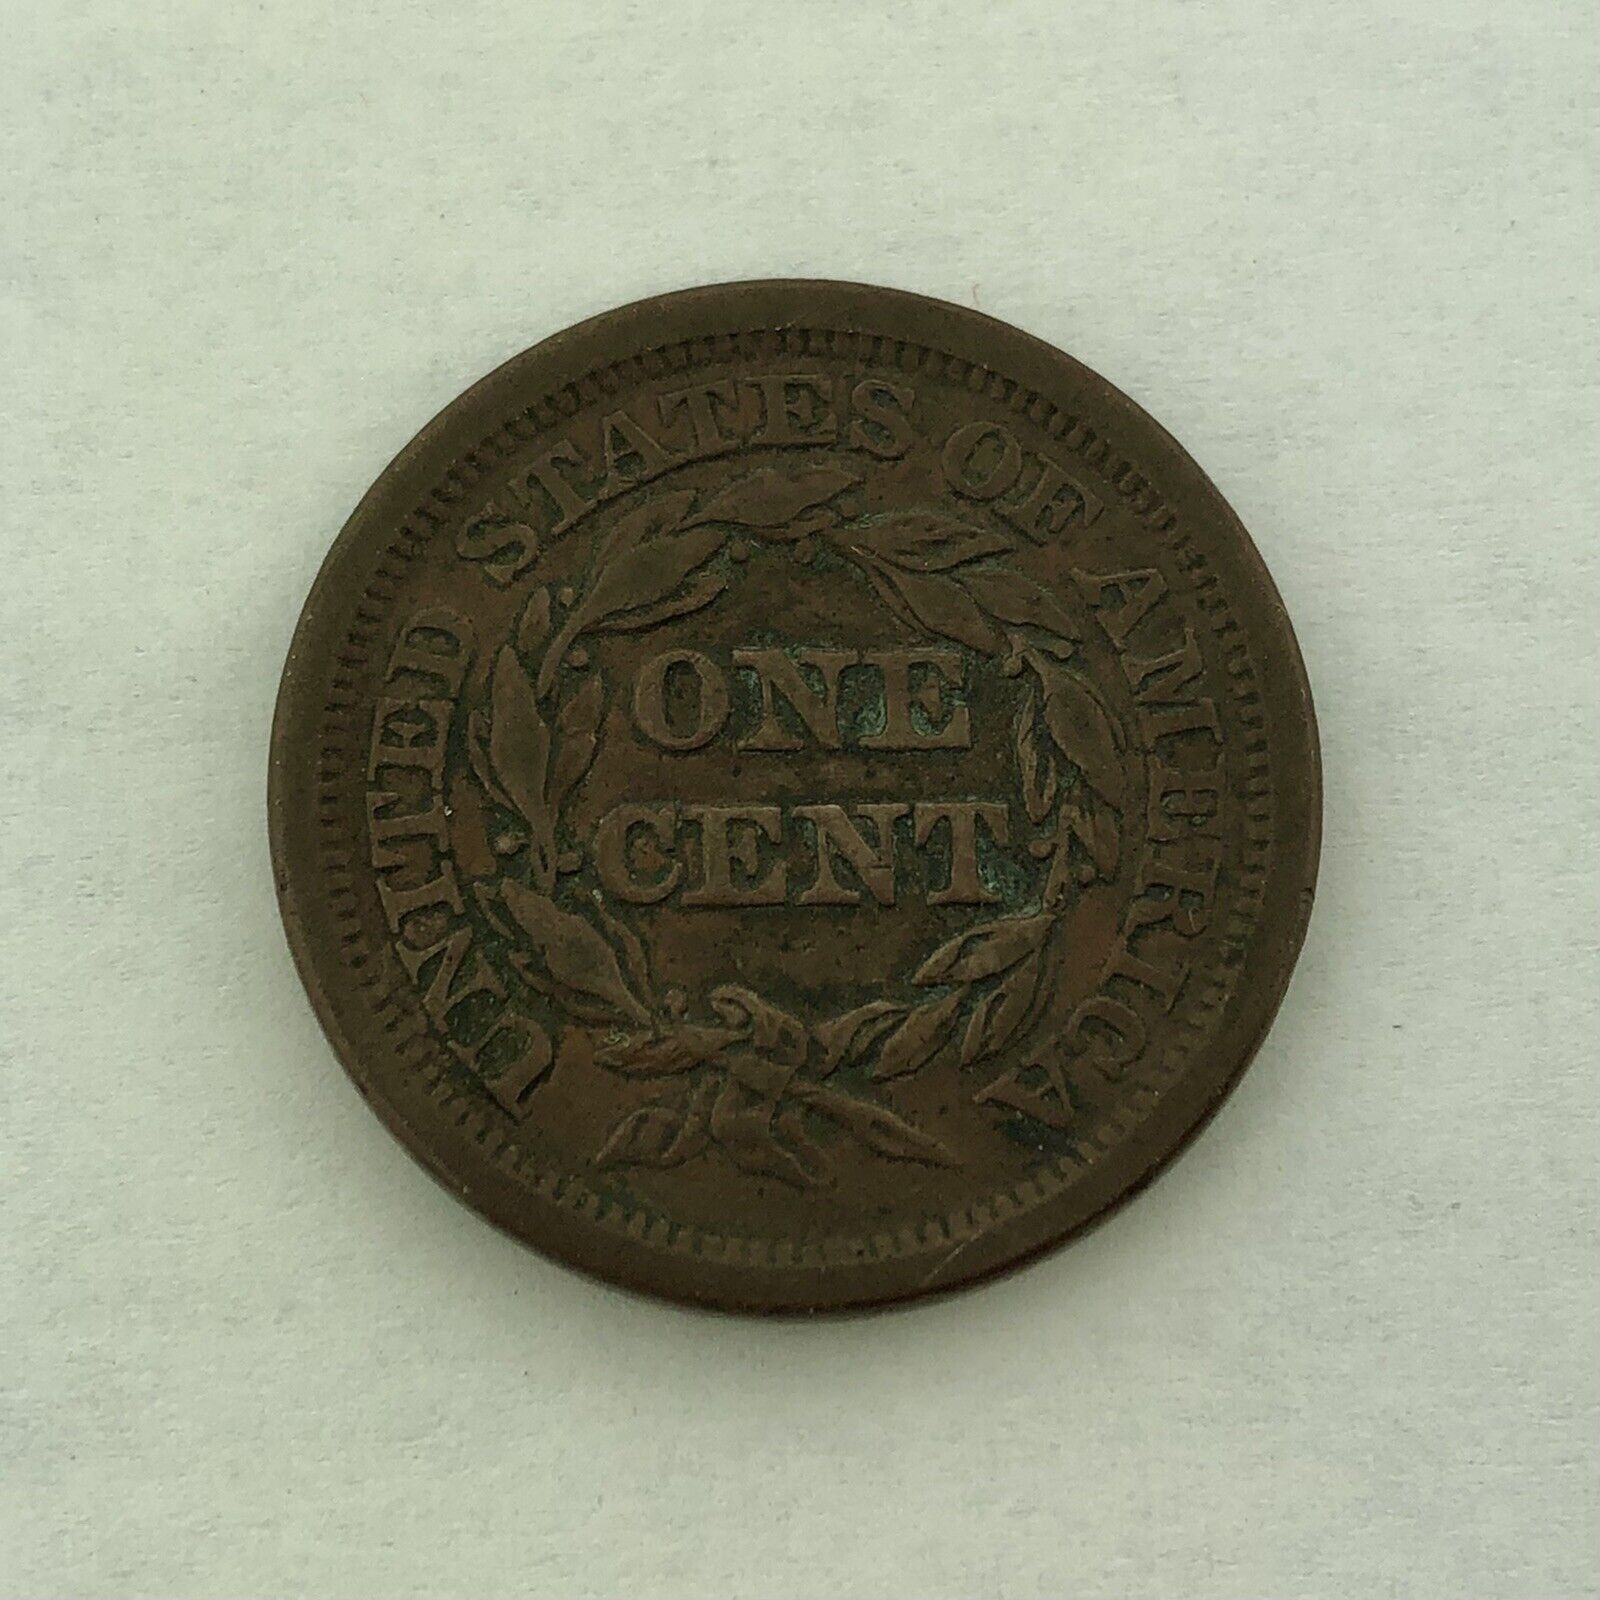 UNITED STATES OF AMERICA
ONE
CENT